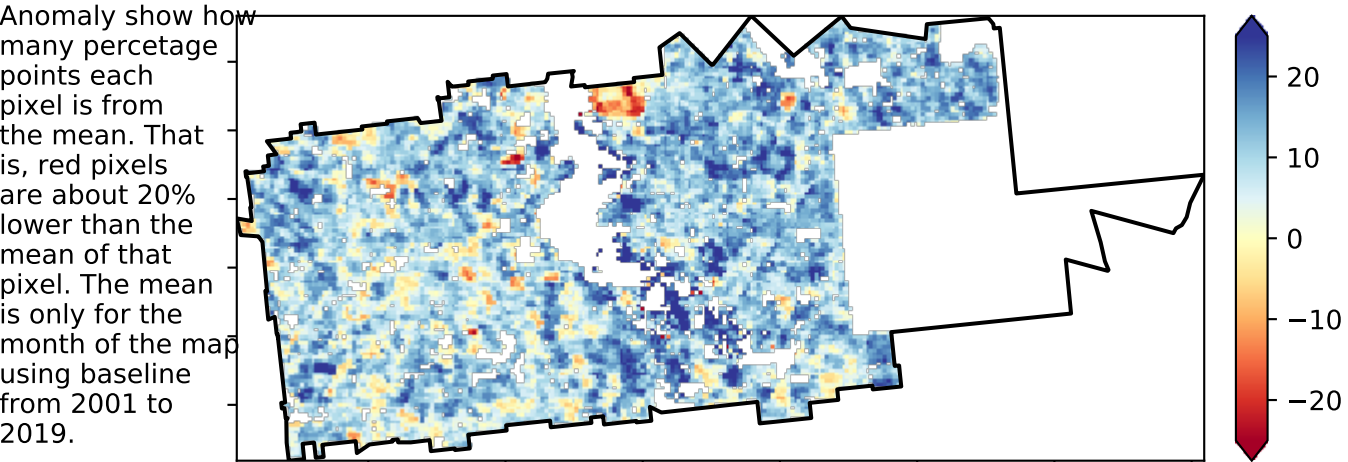 Anomaly show how
many percetage
points each
pixel is from
the mean. That
is, red pixels
are about 20%
lower than the
mean of that
pixel. The mean
is only for the
month of the map
using baseline
from 2001 to
2019.
20
10
0
−10
−20